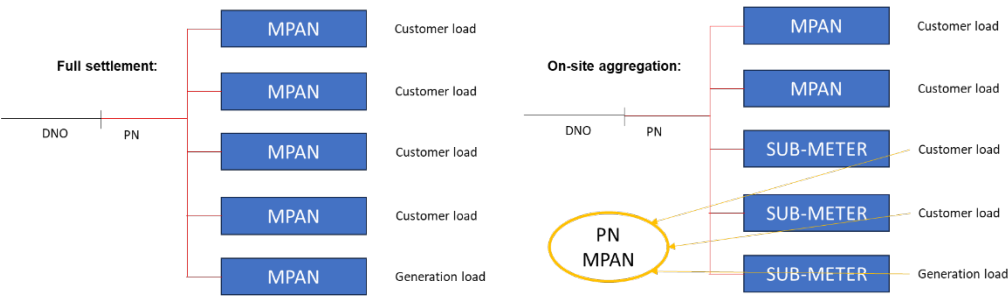 Full settlement:
DNO
PN
MPAN
Customer load
MPAN
Customer load
MPAN
Customer load
MPAN
Customer load
MPAN
Generation load
On-site aggregation:
DNO
PN
MPAN
Customer load
MPAN
Customer load
SUB-METER
Customer load
SUB-METER
Customer load
SUB-METER
Generation load
PN
MPAN